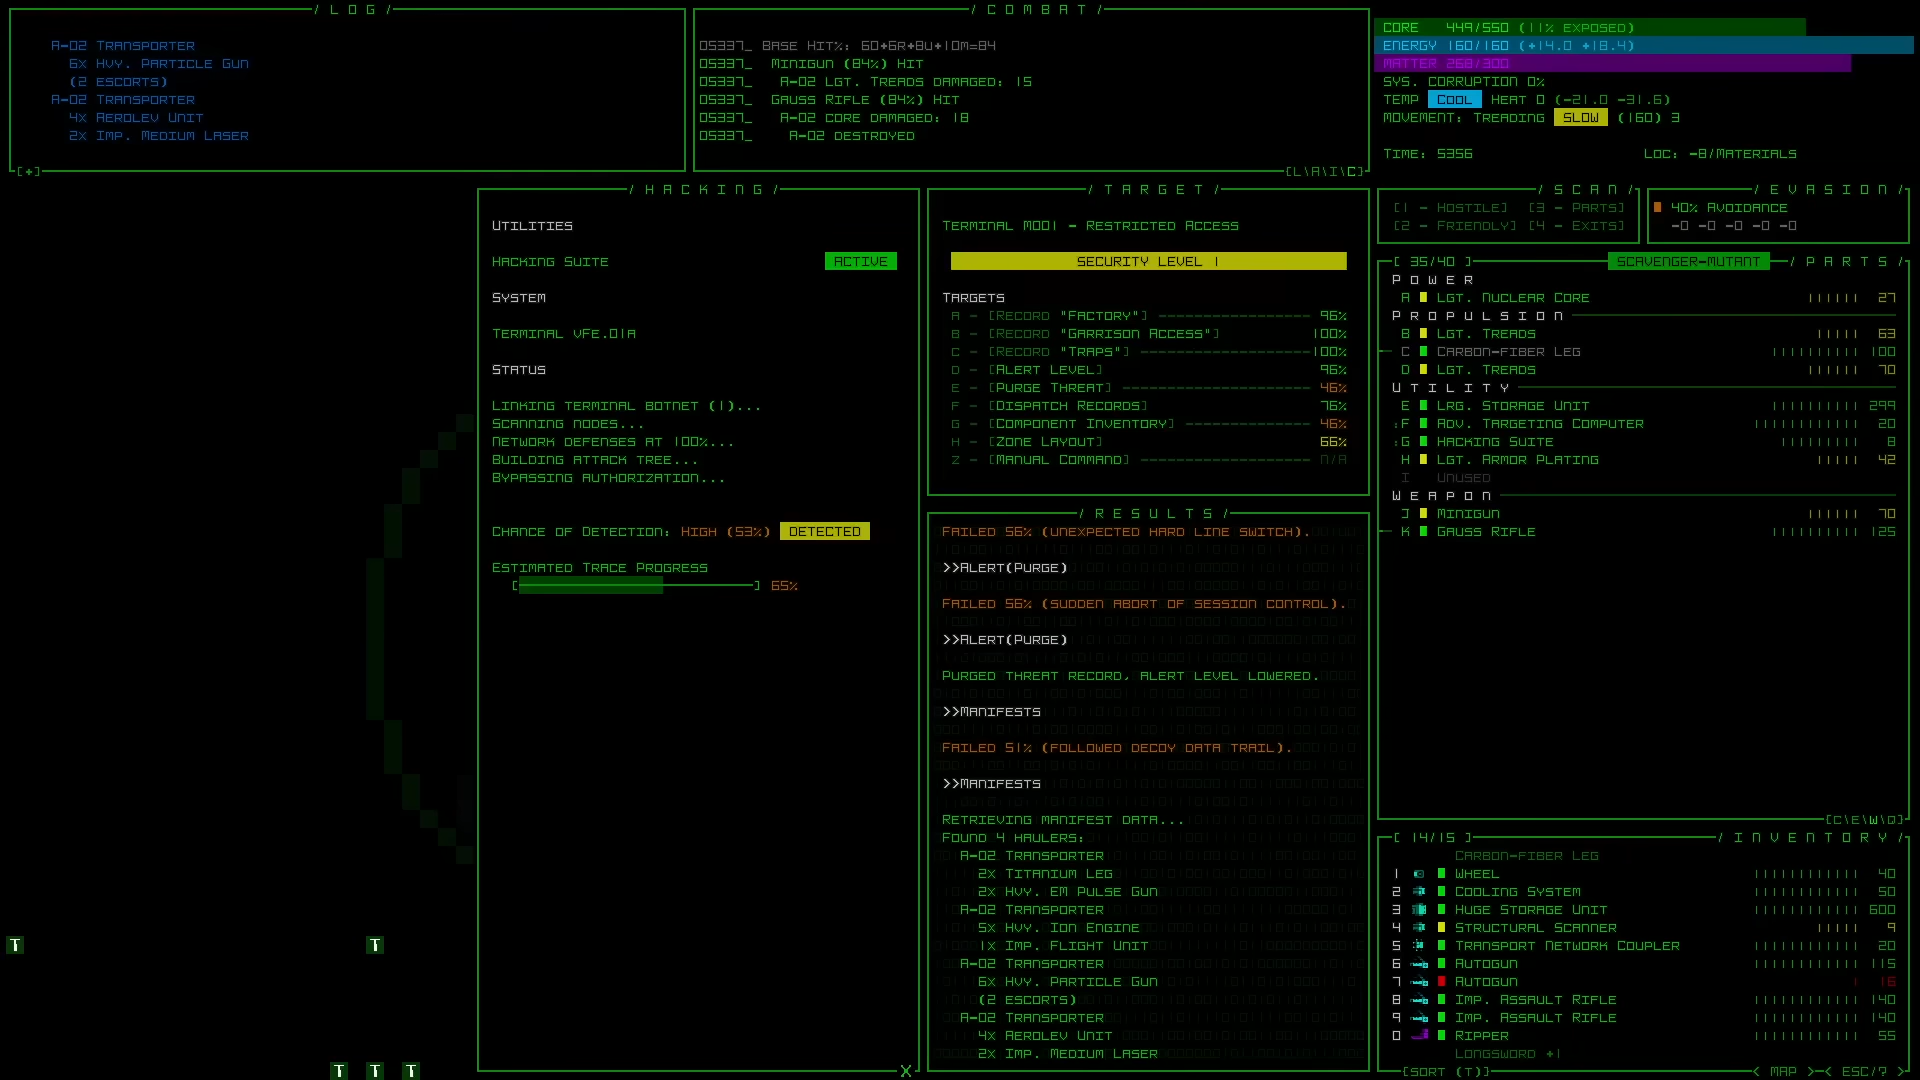 / L O G /
A-02 TRANSPORTER
6X HVY. PARTICLE GUN
(2 ESCORTS)
A-02 TRANSPORTER
4X AEROLEV UNIT
2X IMP. MEDIUM LASER
[+]
/ C O M B A T /
05337_ BASE HIT%: 60+6R+8U+10M=84
05337_ MINIGUN (84%) HIT
05337_ A-02 LGT. TREADS DAMAGED: 15
05337_ GAUSS RIFLE (84%) HIT
05337_ A-02 CORE DAMAGED: 18
05337_ A-02 DESTROYED
[L\A\I\C]
CORE 449/550 (11% EXPOSED)
ENERGY 160/160 (+14.0 +18.4)
MATTER 268/300
SYS. CORRUPTION 0%
TEMP COOL HEAT 0 (-21.0 -31.6)
MOVEMENT: TREADING SLOW (160) 3
TIME: 5356 LOC: -8/MATERIALS
/ H A C K I N G /
UTILITIES
HACKING SUITE ACTIVE
SYSTEM
TERMINAL VFE.01A
STATUS
LINKING TERMINAL BOTNET (1)...
SCANNING NODES...
NETWORK DEFENSES AT 100%...
BUILDING ATTACK TREE...
BYPASSING AUTHORIZATION...
CHANCE OF DETECTION: HIGH (53%) DETECTED
ESTIMATED TRACE PROGRESS
[ ] 65%
X
/ T A R G E T /
TERMINAL M001 - RESTRICTED ACCESS
SECURITY LEVEL 1
TARGETS
A - [RECORD "FACTORY"] 96%
B - [RECORD "GARRISON ACCESS"] 100%
C - [RECORD "TRAPS"] 100%
D - [ALERT LEVEL] 96%
E - [PURGE THREAT] 46%
F - [DISPATCH RECORDS] 76%
G - [COMPONENT INVENTORY] 46%
H - [ZONE LAYOUT] 66%
Z - [MANUAL COMMAND] N/A
/ R E S U L T S /
FAILED 56% (UNEXPECTED HARD LINE SWITCH).
>>ALERT(PURGE)
FAILED 56% (SUDDEN ABORT OF SESSION CONTROL).
>>ALERT(PURGE)
PURGED THREAT RECORD, ALERT LEVEL LOWERED.
>>MANIFESTS
FAILED 51% (FOLLOWED DECOY DATA TRAIL).
>>MANIFESTS
RETRIEVING MANIFEST DATA...
FOUND 4 HAULERS:
A-02 TRANSPORTER
2X TITANIUM LEG
2X HVY. EM PULSE GUN
A-02 TRANSPORTER
5X HVY. ION ENGINE
1X IMP. FLIGHT UNIT
A-02 TRANSPORTER
6X HVY. PARTICLE GUN
(2 ESCORTS)
A-02 TRANSPORTER
4X AEROLEV UNIT
2X IMP. MEDIUM LASER
/ S C A N /
[1 - HOSTILE] [3 - PARTS]
[2 - FRIENDLY] [4 - EXITS]
/ E V A S I O N /
40% AVOIDANCE
-0 -0 -0 -0 -0
[ 35/40 ] SCAVENGER-MUTANT / P A R T S /
P O W E R
A LGT. NUCLEAR CORE 27
P R O P U L S I O N
B LGT. TREADS 63
C CARBON-FIBER LEG 100
D LGT. TREADS 70
U T I L I T Y
E LRG. STORAGE UNIT 299
:F ADV. TARGETING COMPUTER 20
:G HACKING SUITE 8
H LGT. ARMOR PLATING 42
I UNUSED
W E A P O N
J MINIGUN 70
K GAUSS RIFLE 125
[C\E\W\Q]
[ 14/15 ] / I N V E N T O R Y /
CARBON-FIBER LEG
1 WHEEL 40
2 COOLING SYSTEM 50
3 HUGE STORAGE UNIT 600
4 STRUCTURAL SCANNER 9
5 TRANSPORT NETWORK COUPLER 20
6 AUTOGUN 115
7 AUTOGUN 16
8 IMP. ASSAULT RIFLE 140
9 IMP. ASSAULT RIFLE 140
0 RIPPER 55
LONGSWORD +1
[SORT (T)] < MAP >< ESC/? >
T T
T T T